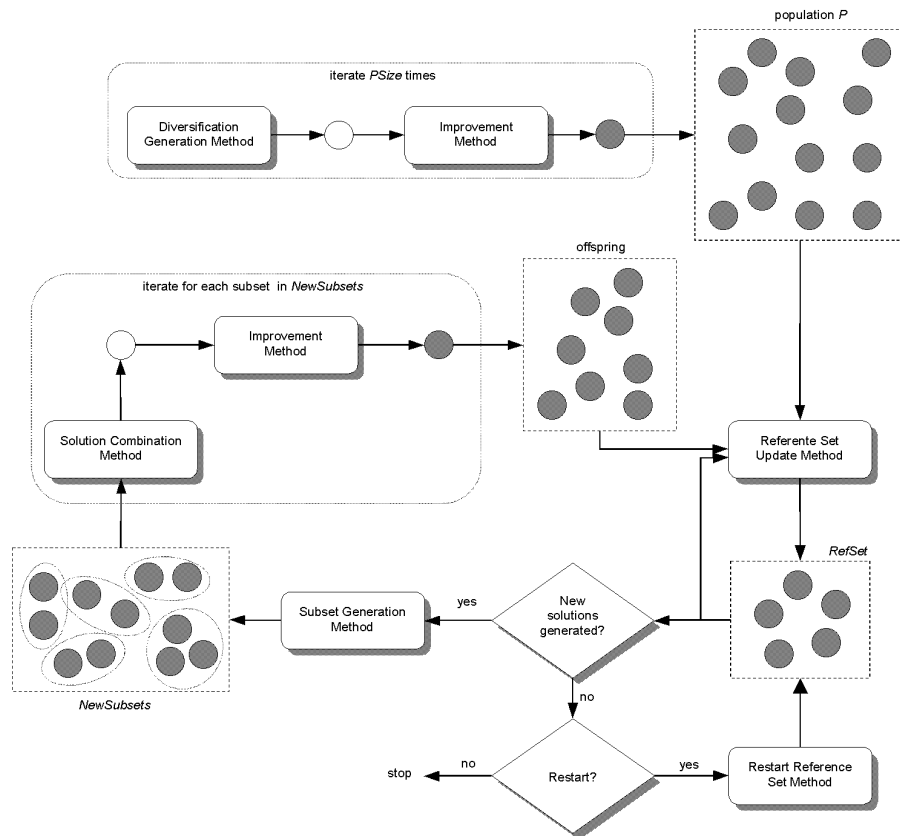 population P
iterate PSize times
Diversification
Generation Method
Improvement
Method
offspring
iterate for each subset in NewSubsets
Improvement
Method
Solution Combination
Method
Referente Set
Update Method
RefSet
New
solutions
generated?
yes
Subset Generation
Method
NewSubsets
no
Restart?
no
stop
yes
Restart Reference
Set Method